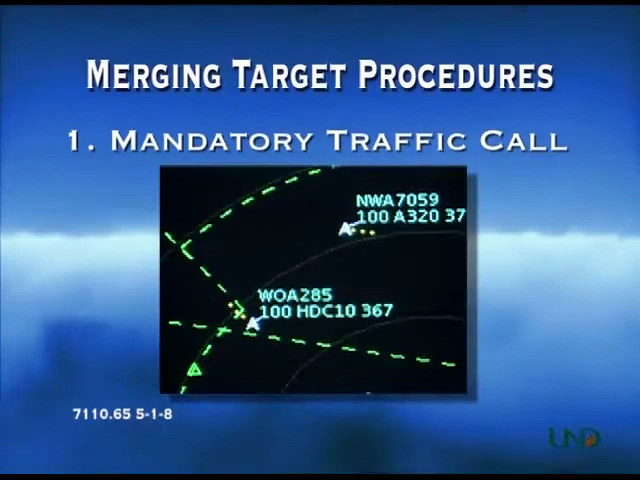 MERGING TARGET PROCEDURES
1. MANDATORY TRAFFIC CALL
NWA7059
100 A320 37
A
WOA285
100 HDC10 367
A
7110.65 5-1-8
UND